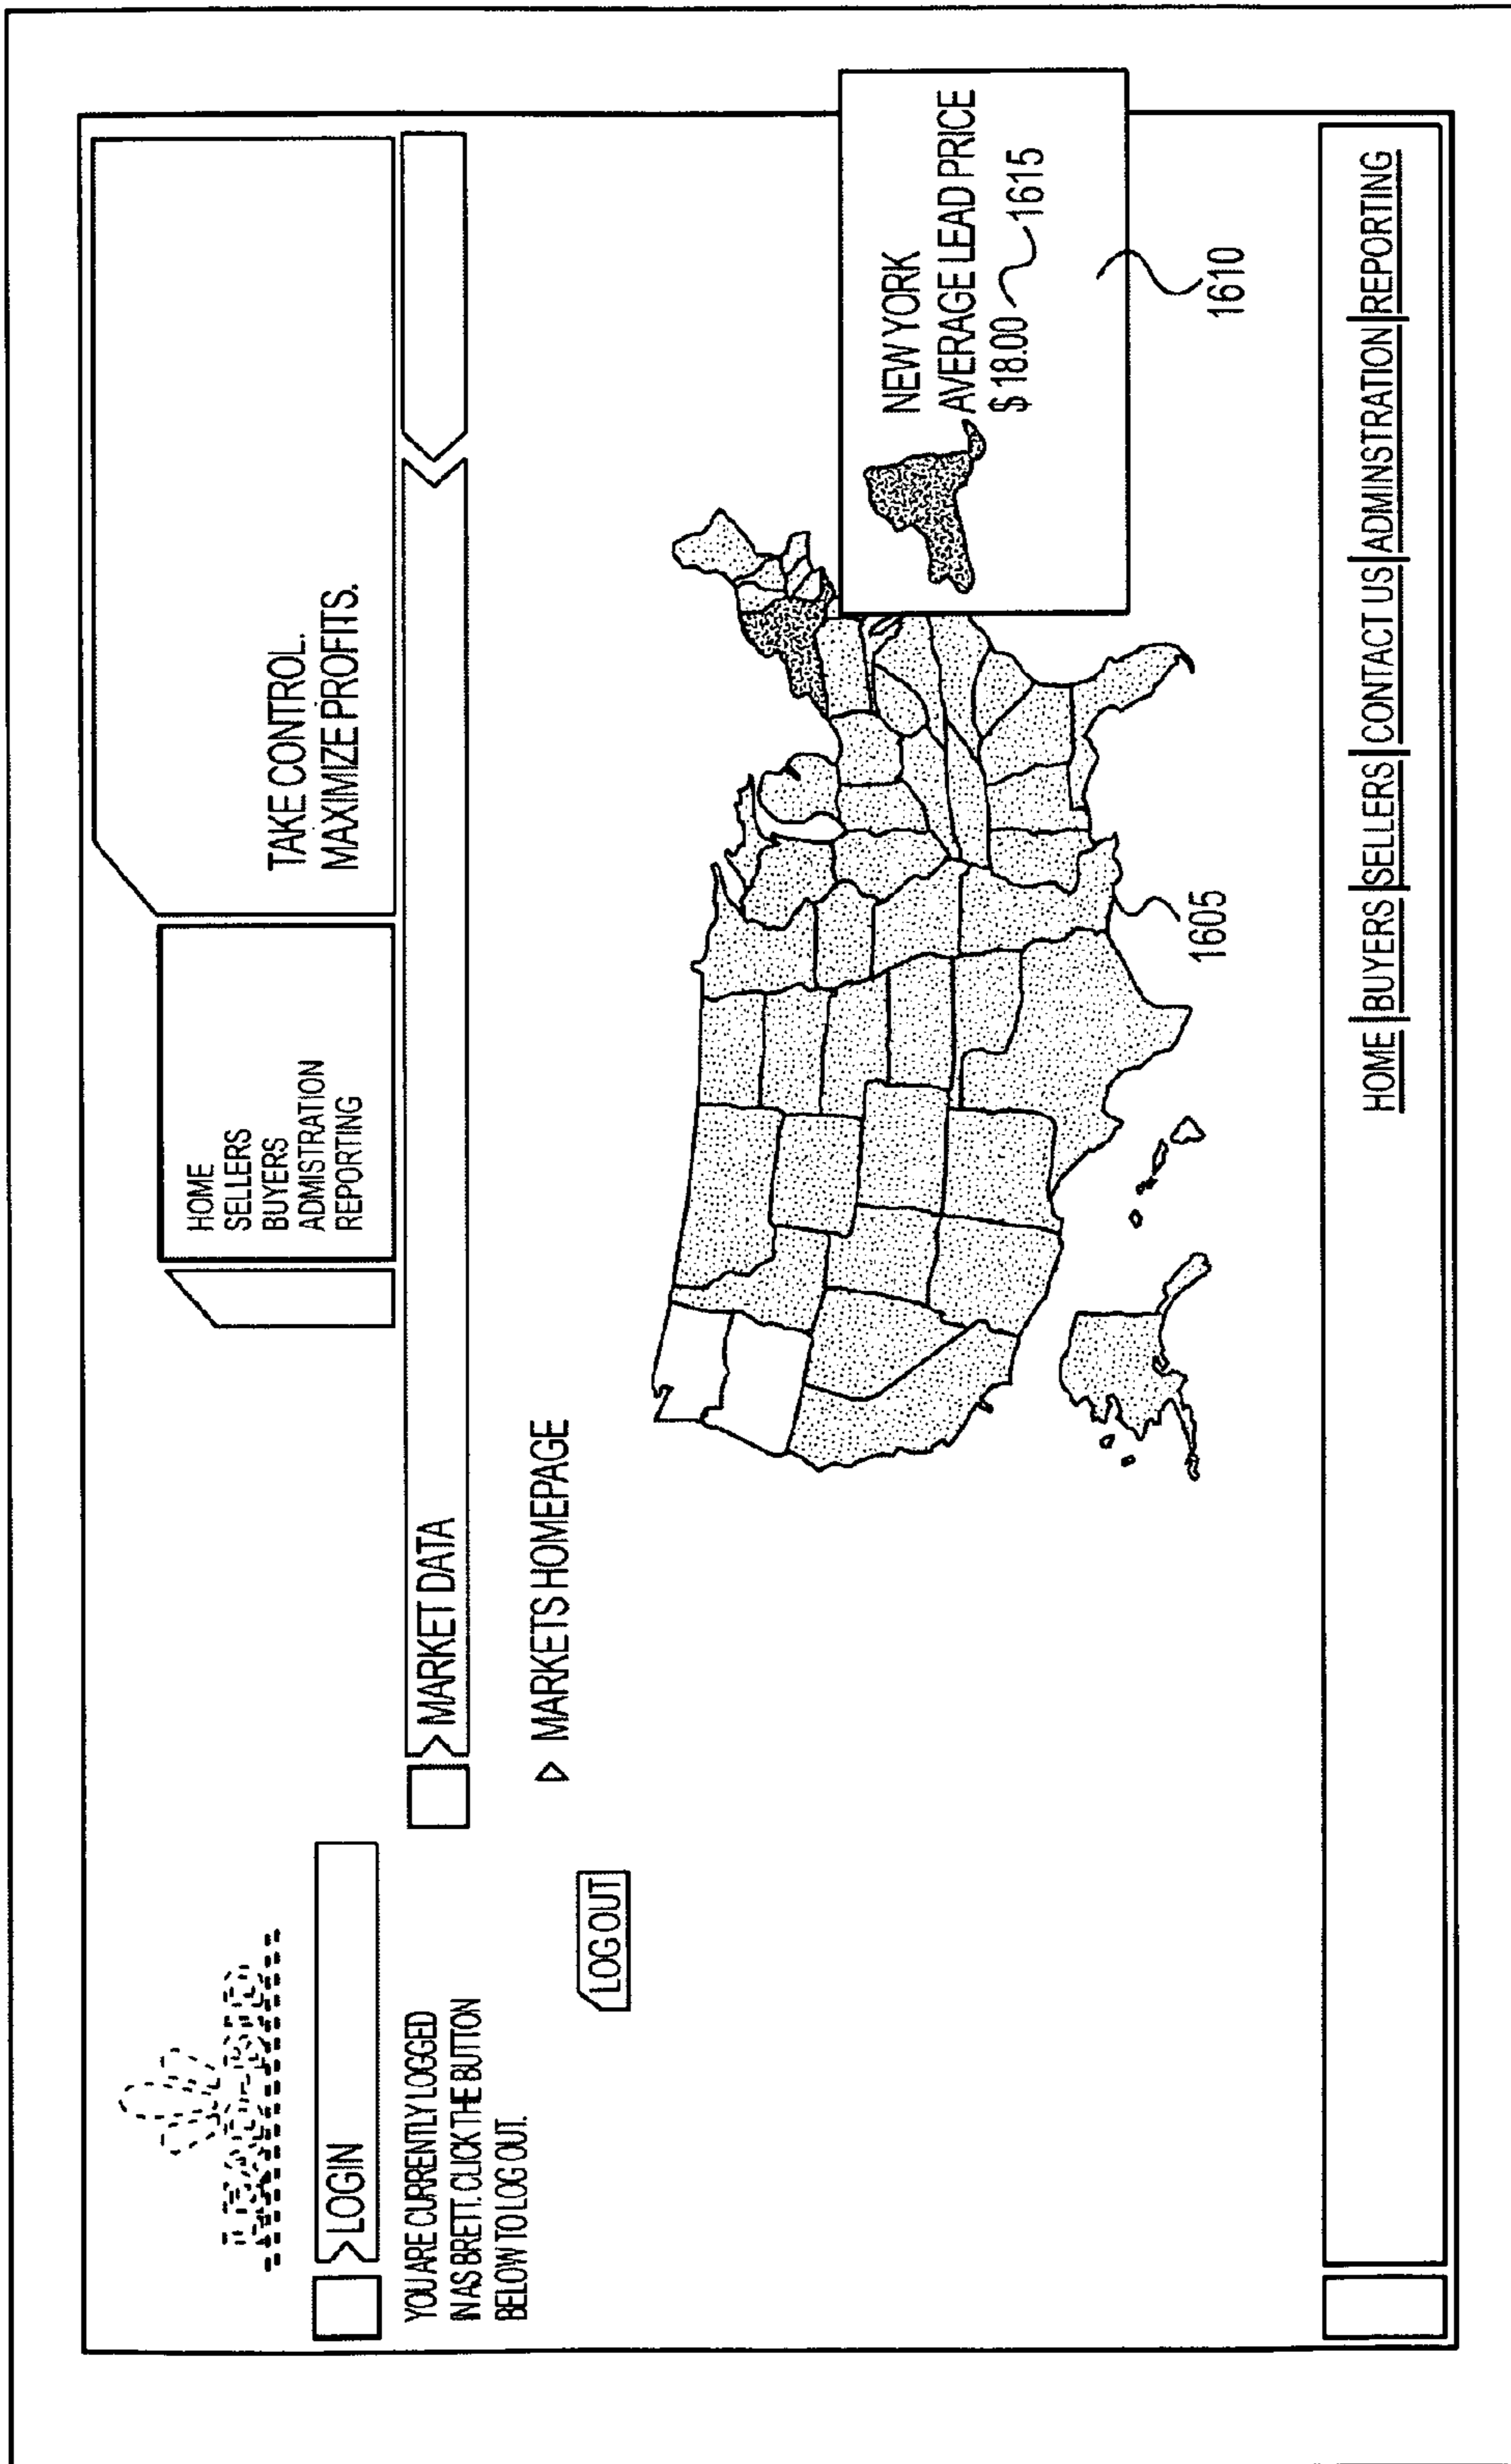 HOME
SELLERS
BUYERS
ADMISTRATION
REPORTING
TAKE CONTROL.
MAXIMIZE PROFITS.
>LOGIN
YOU ARE CURRENTLY LOGGED
IN AS BRETT. CLICK THE BUTTON
BELOW TO LOG OUT.
LOG OUT
>MARKET DATA
▷ MARKETS HOMEPAGE
NEW YORK
AVERAGE LEAD PRICE
$ 18.00
1615
1610
1605
HOME | BUYERS | SELLERS | CONTACT US | ADMINSTRATION | REPORTING